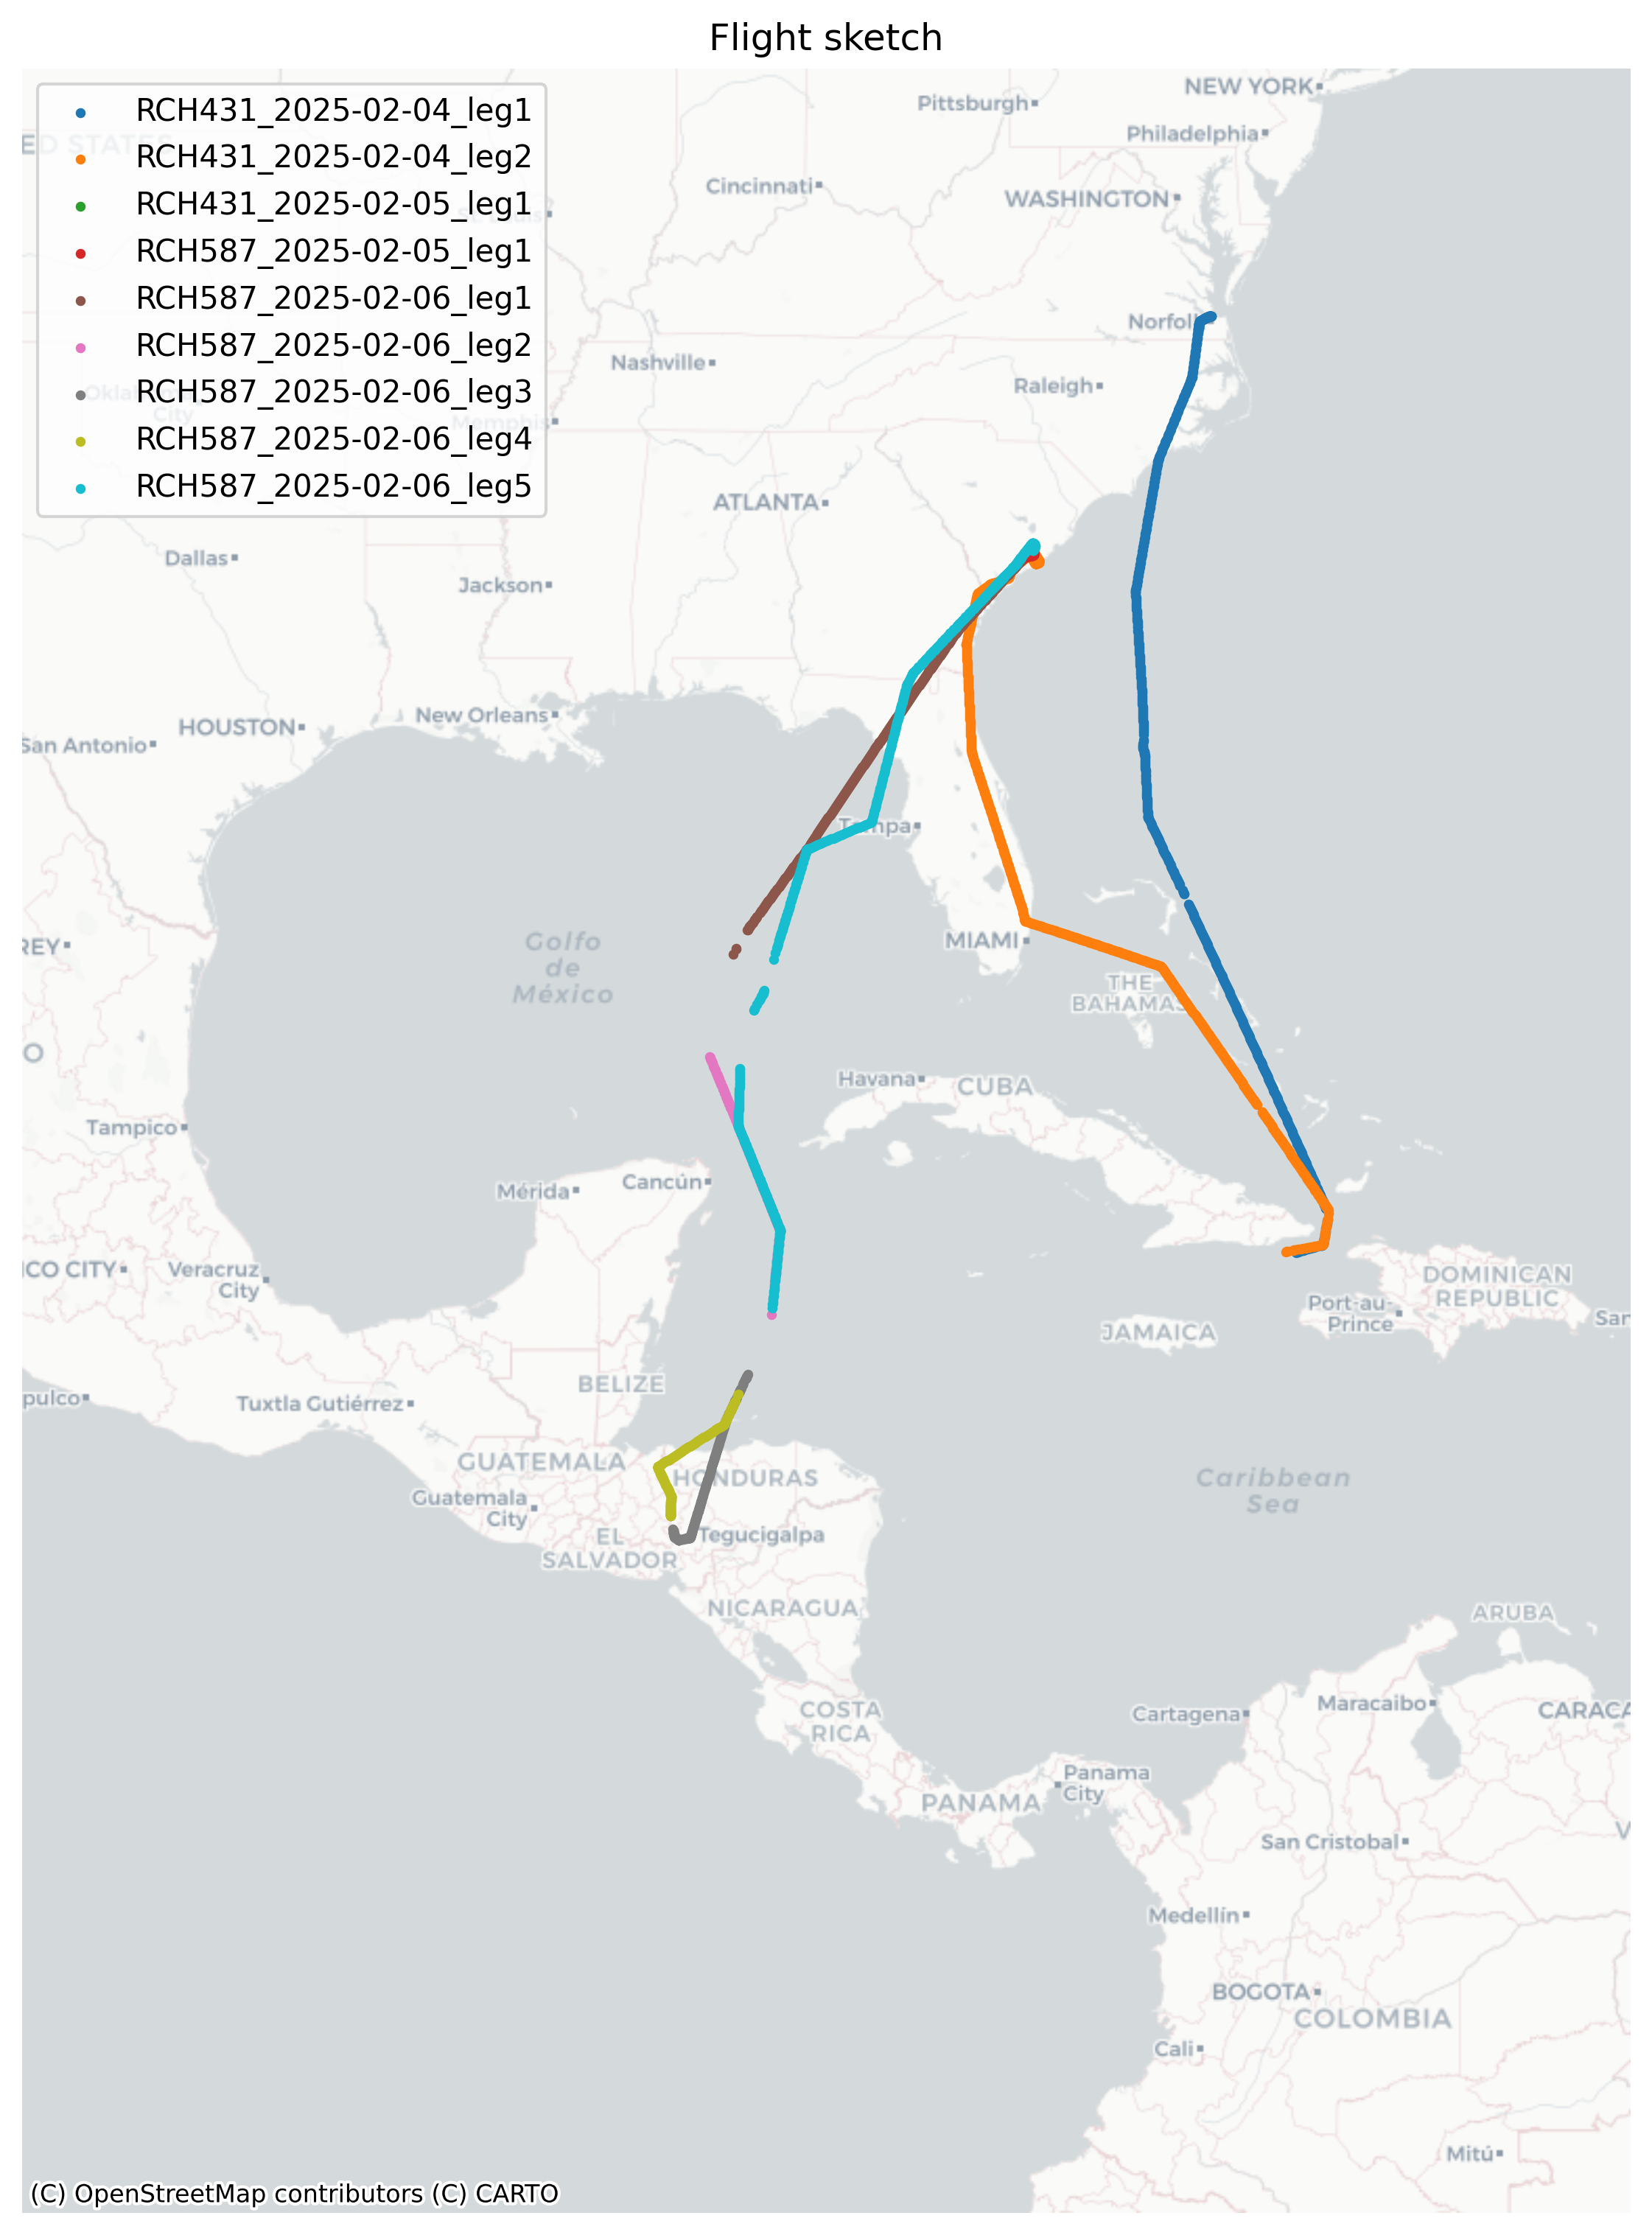 Flight sketch
RCH431_2025-02-04_leg1
RCH431_2025-02-04_leg2
RCH431_2025-02-05_leg1
RCH587_2025-02-05_leg1
RCH587_2025-02-06_leg1
RCH587_2025-02-06_leg2
RCH587_2025-02-06_leg3
RCH587_2025-02-06_leg4
RCH587_2025-02-06_leg5
NEW YORK
Pittsburgh
Philadelphia
ED STATES
Cincinnati
WASHINGTON
Norfol
Nashville
Raleigh
Oklahoma
City
Memphis
ATLANTA
Dallas
Jackson
New Orleans
HOUSTON
San Antonio
Tampa
MIAMI
REY
Golfo
de
México
THE
BAHAMAS
O
Havana
CUBA
Tampico
Mérida
Cancún
ICO CITY
Veracruz
City
DOMINICAN
REPUBLIC
Port-au-
Prince
San
JAMAICA
BELIZE
pulco
Tuxtla Gutiérrez
GUATEMALA
HONDURAS
Caribbean
Sea
Guatemala
City
EL
SALVADOR
Tegucigalpa
NICARAGUA
ARUBA
COSTA
RICA
Cartagena
Maracaibo
CARACA
Panama
City
PANAMA
San Cristobal
V
Medellín
BOGOTA
COLOMBIA
Cali
Mitú
(C) OpenStreetMap contributors (C) CARTO